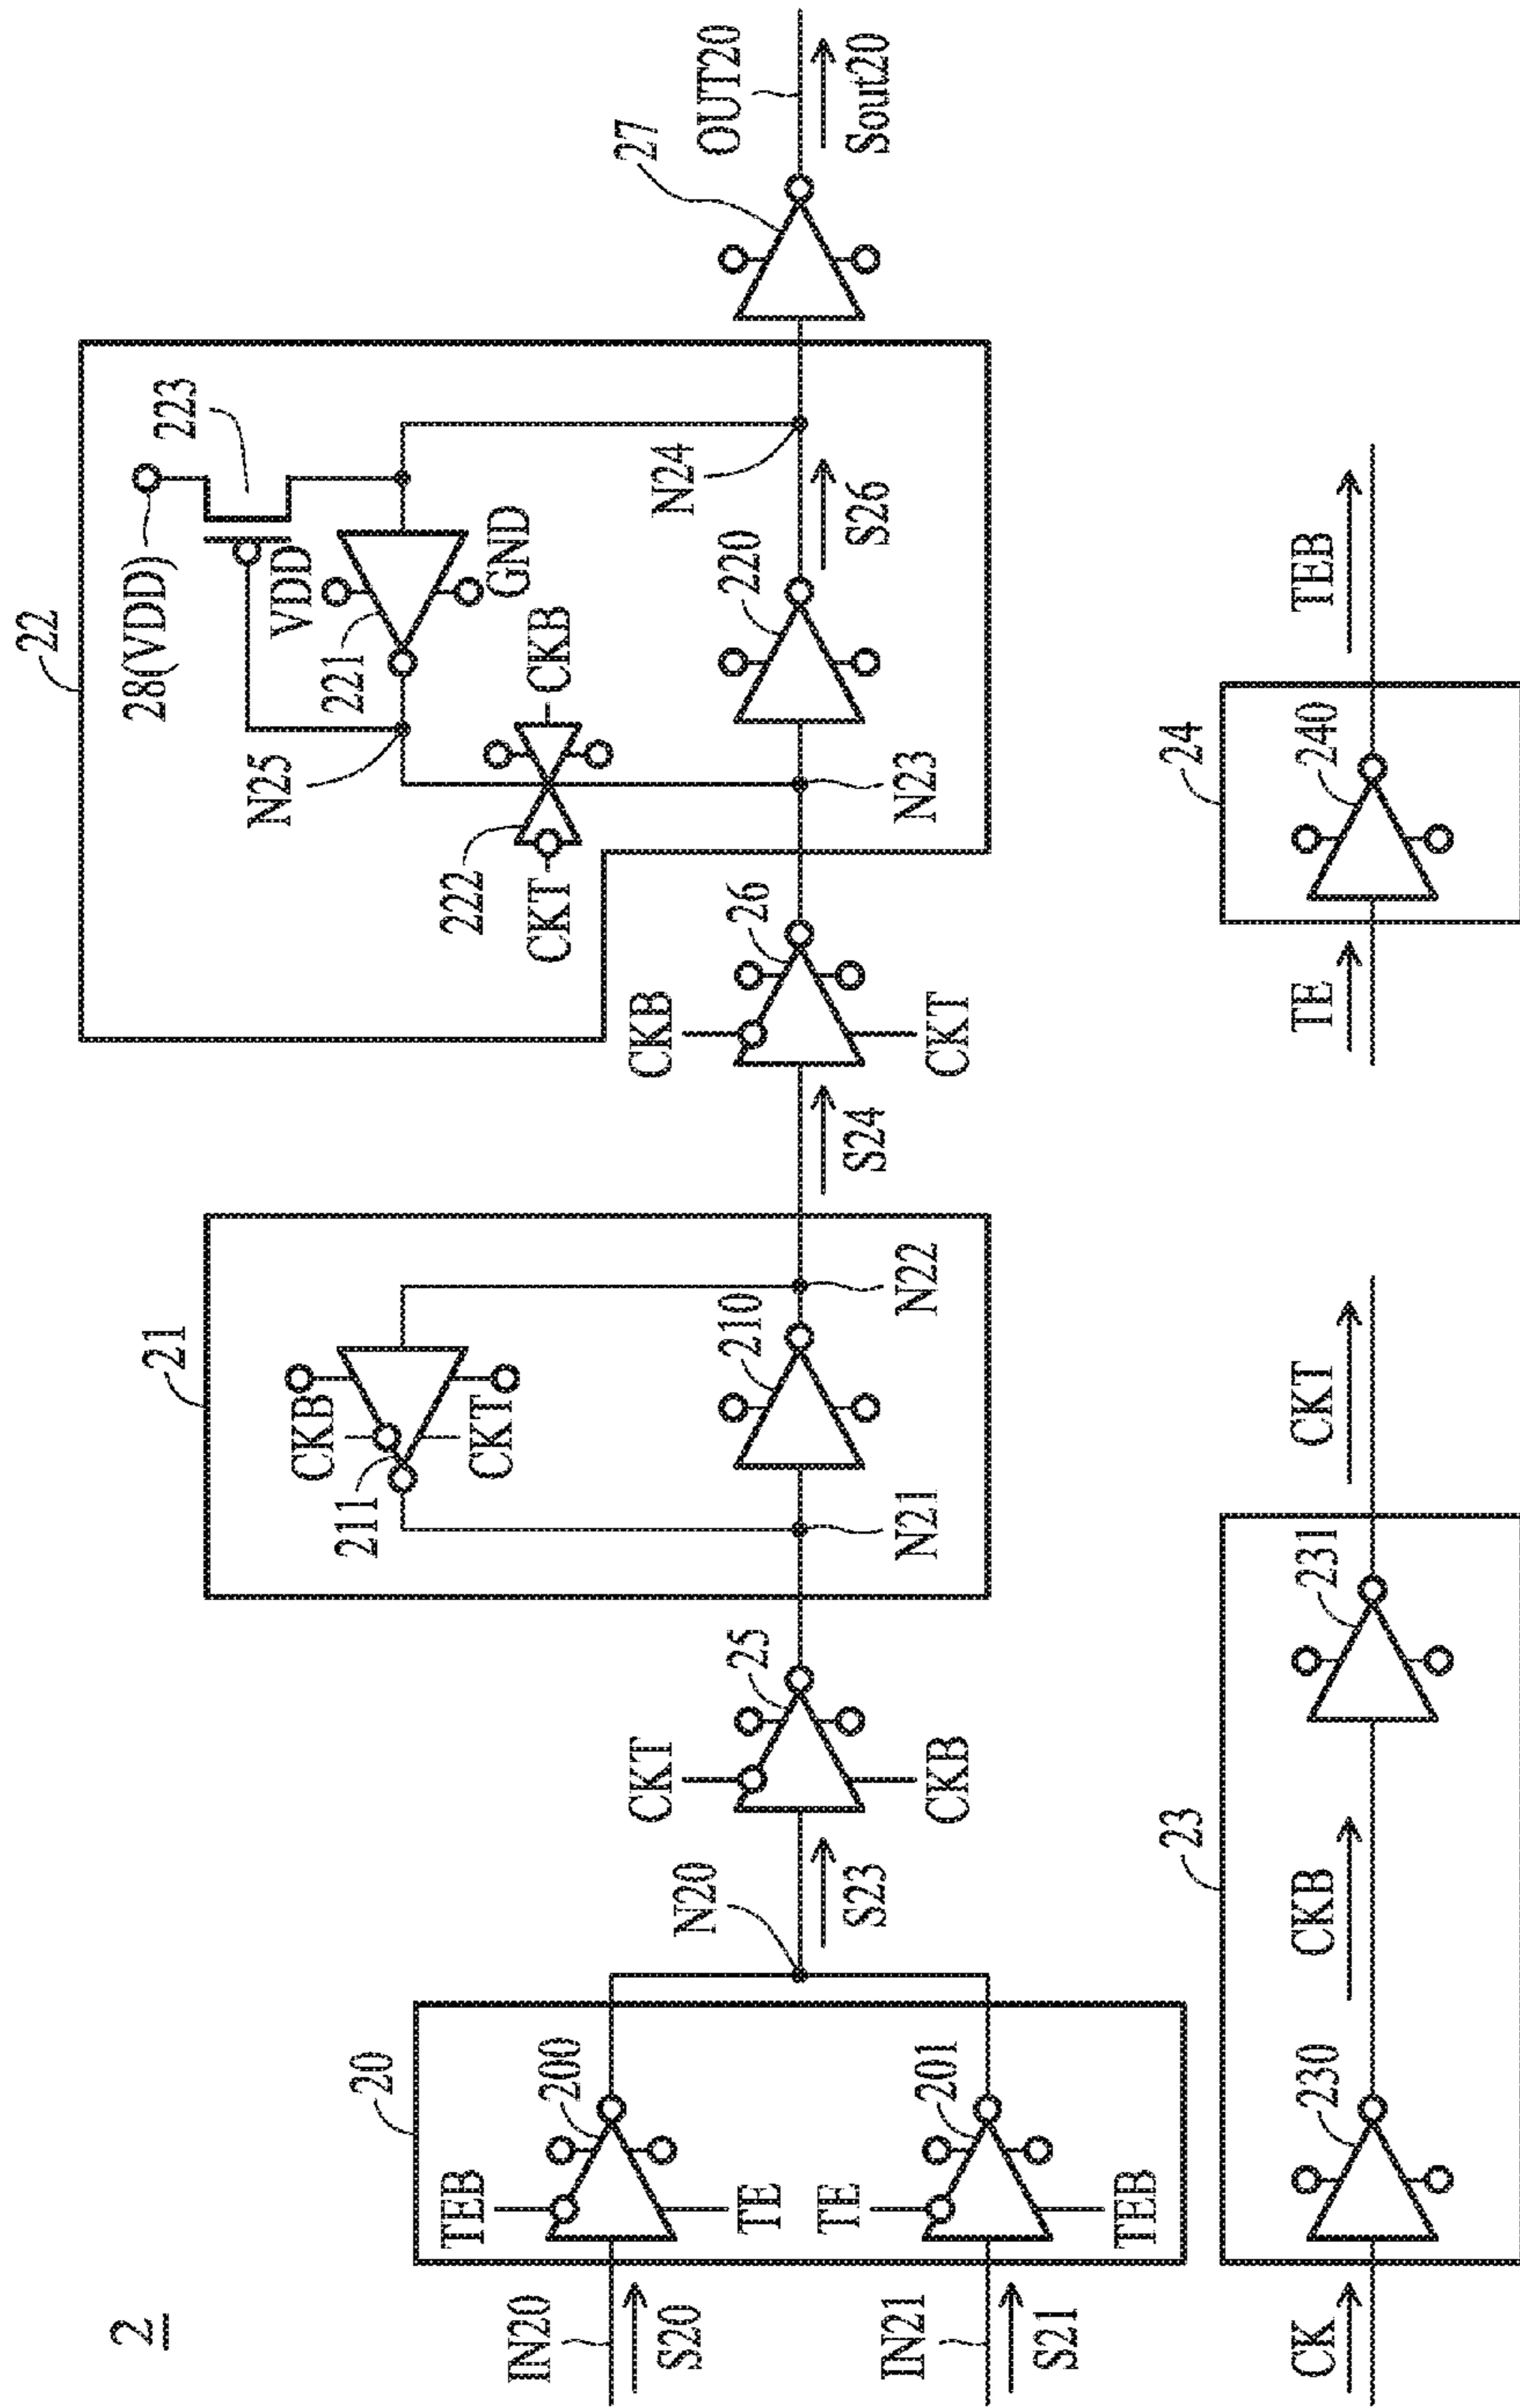 2
22
28(VDD)
223
VDD
221
GND
N25
222
CKT
CKB
N24
220
S26
N23
27
OUT20
Sout20
21
CKB
211
CKT
210
N21
N22
S24
CKB
26
CKT
20
TEB
200
TE
IN20
S20
TE
201
TEB
IN21
S21
N20
S23
CKT
25
CKB
23
CK
230
CKB
231
CKT
24
TE
240
TEB